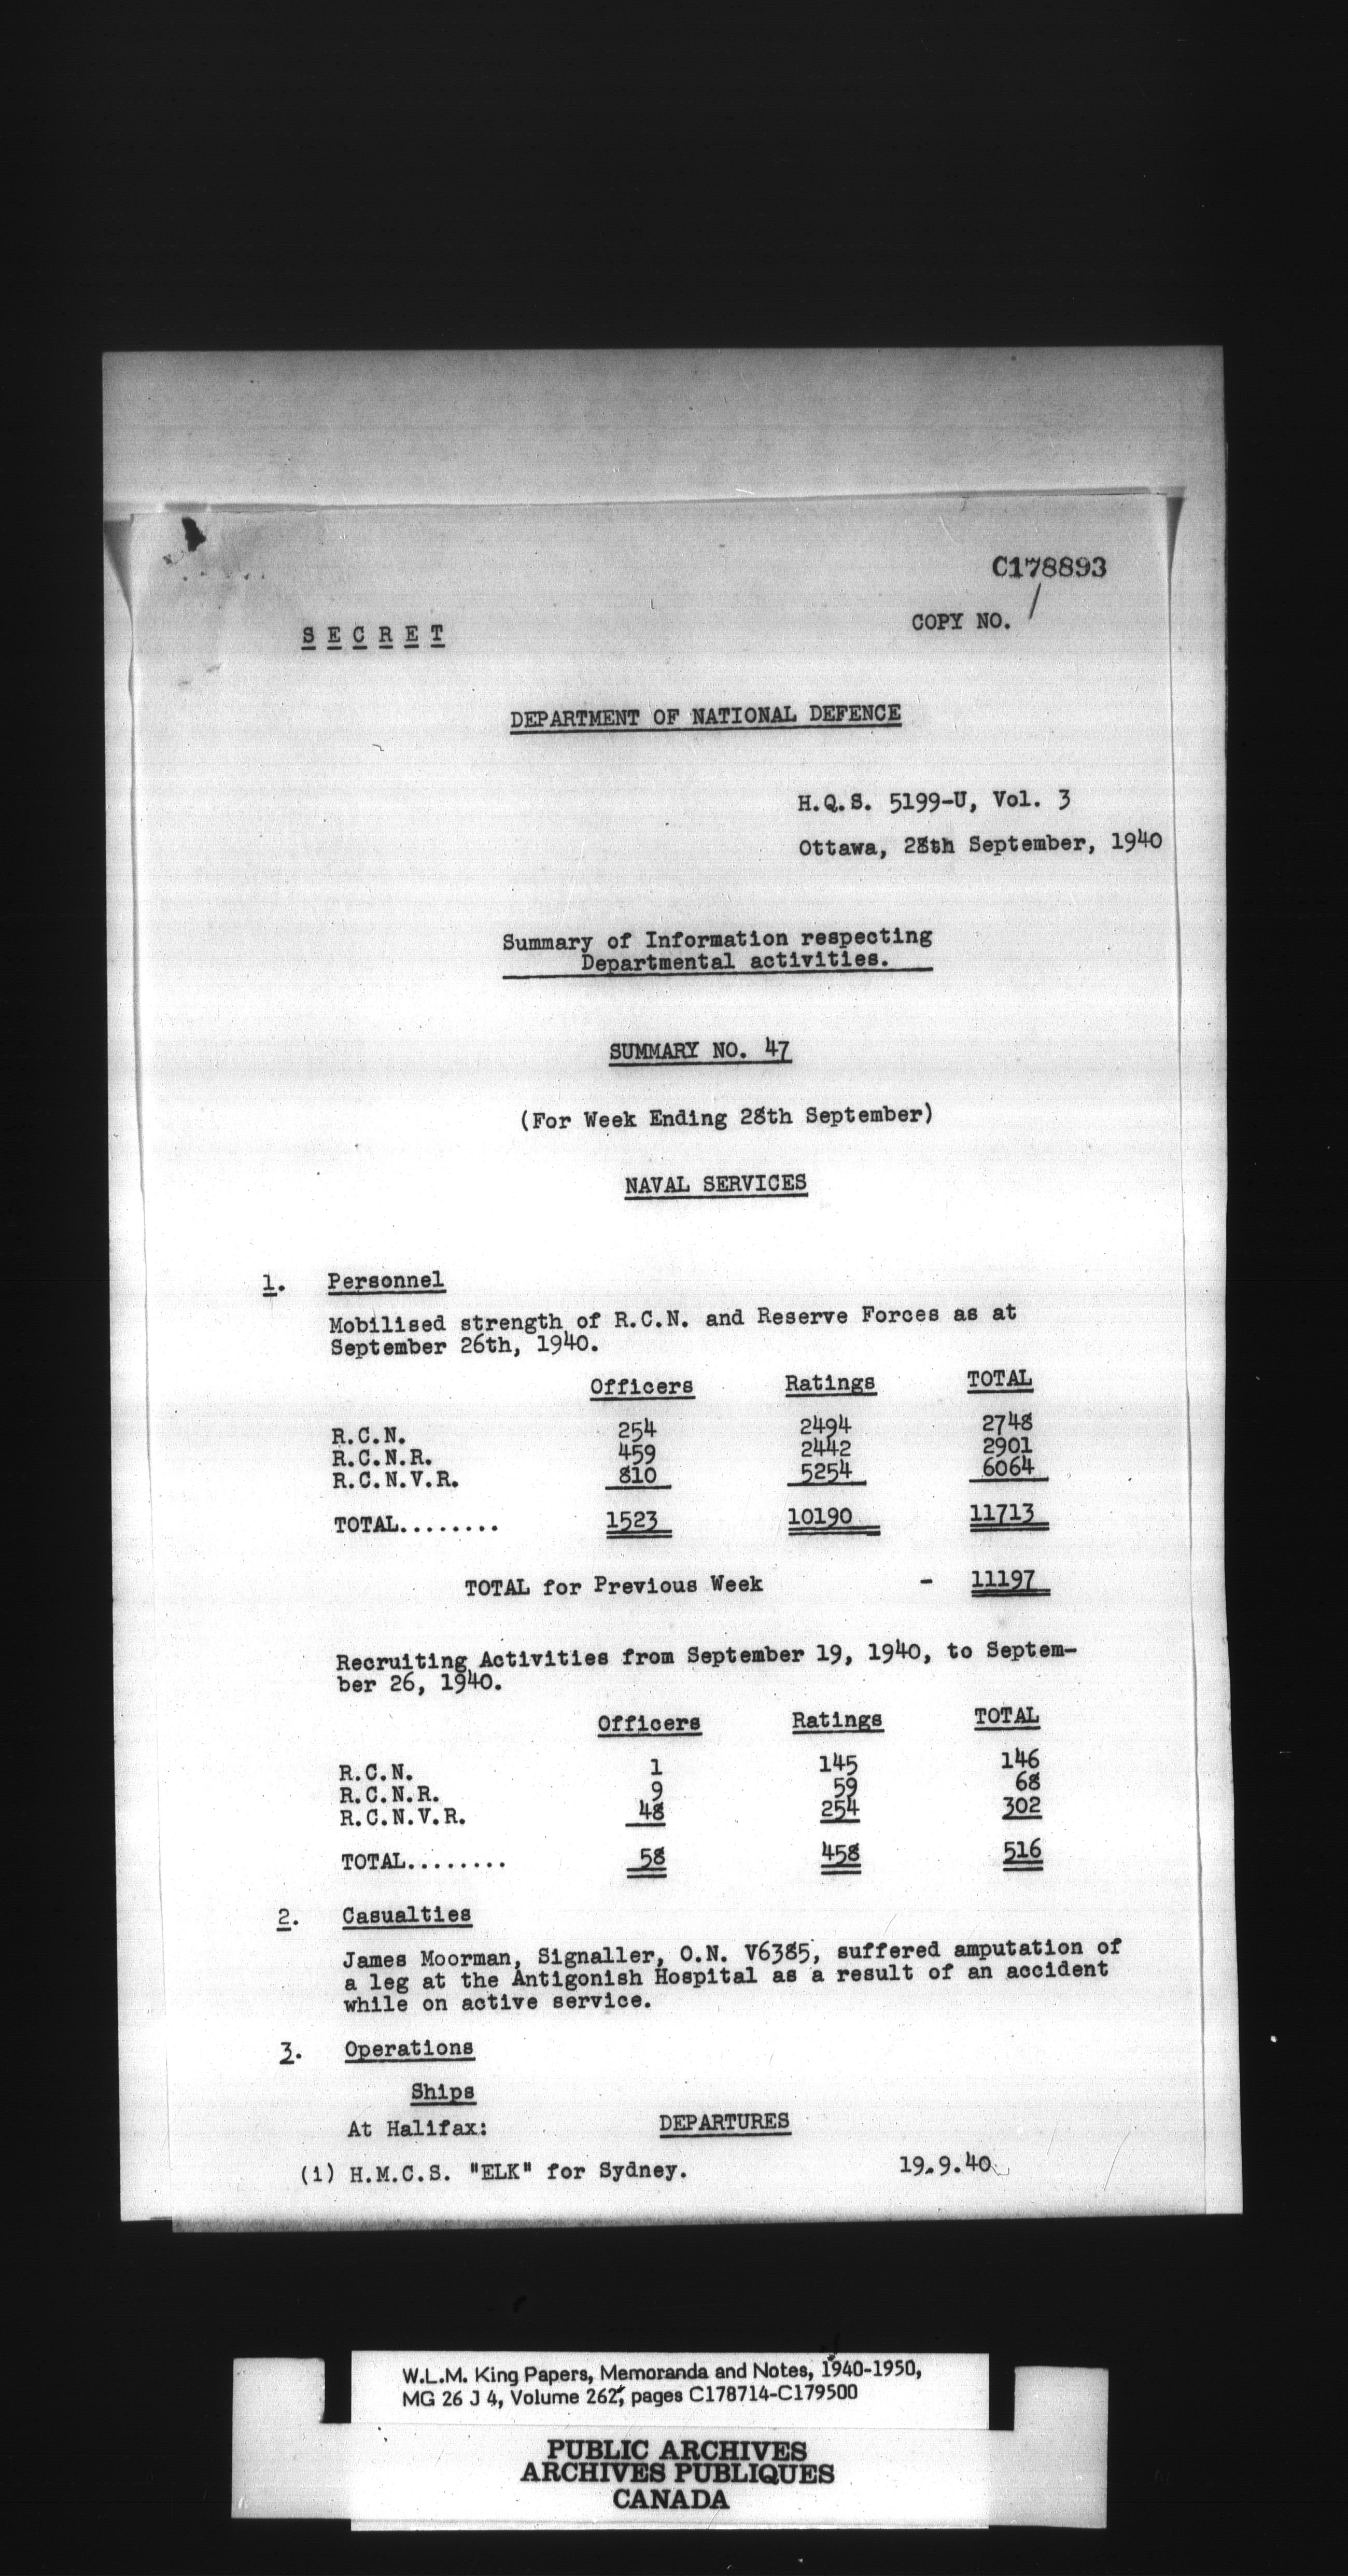 C178893
COPY NO. 1
SECRET
DEPARTMENT OF NATIONAL DEFENCE
H.Q.S. 5199-U, Vol. 3
Ottawa, 28th September, 1940
Summary of Information respecting
Departmental activities.
SUMMARY NO. 47
(For Week Ending 28th September)
NAVAL SERVICES
1. Personnel
Mobilised strength of R.C.N. and Reserve Forces as at
September 26th, 1940.
Officers Ratings TOTAL
R.C.N. 254 2494 2748
R.C.N.R. 459 2442 2901
R.C.N.V.R. 810 5254 6064
TOTAL........ 1523 10190 11713
TOTAL for Previous Week - 11197
Recruiting Activities from September 19, 1940, to Septem-
ber 26, 1940.
Officers Ratings TOTAL
R.C.N. 1 145 146
R.C.N.R. 9 59 68
R.C.N.V.R. 48 254 302
TOTAL........ 58 458 516
2. Casualties
James Moorman, Signaller, O.N. V6385, suffered amputation of
a leg at the Antigonish Hospital as a result of an accident
while on active service.
3. Operations
Ships
At Halifax: DEPARTURES
(i) H.M.C.S. "ELK" for Sydney. 19.9.40
W.L.M. King Papers, Memoranda and Notes, 1940-1950,
MG 26 J 4, Volume 262, pages C178714-C179500
PUBLIC ARCHIVES
ARCHIVES PUBLIQUES
CANADA